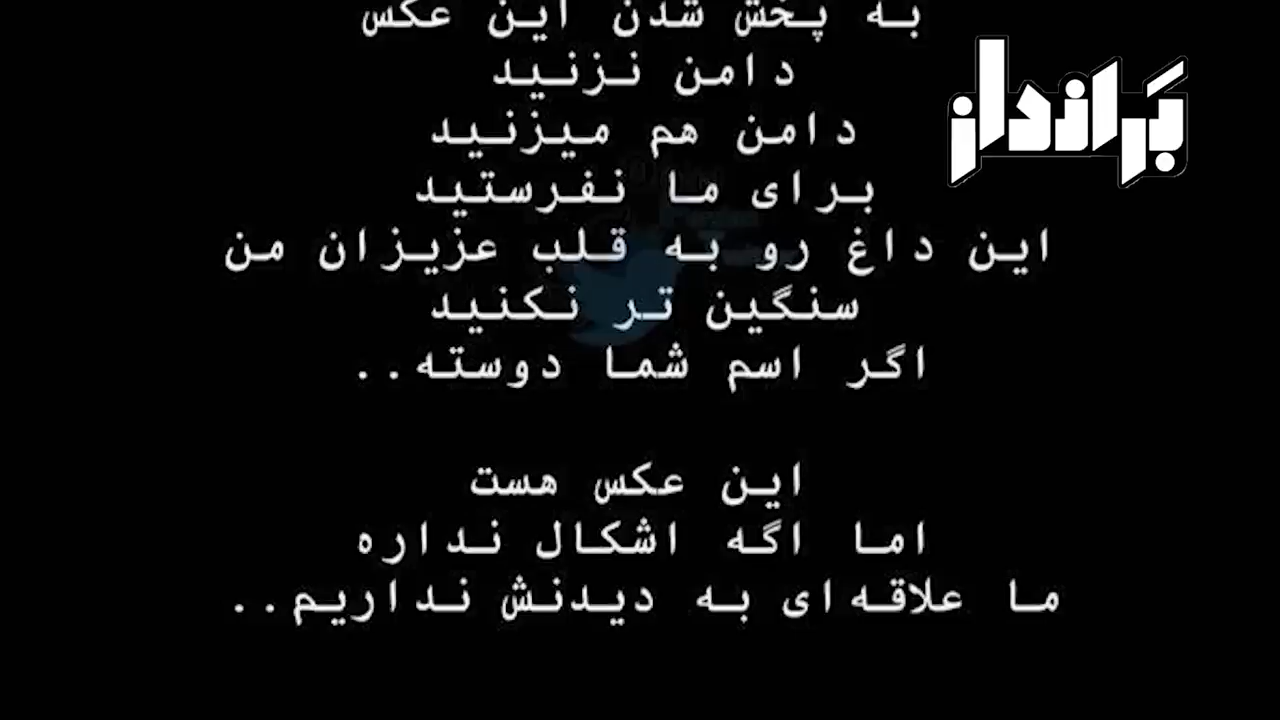 به پخش شدن این عکس
دامن نزنید
دامن هم میزنید
برای ما نفرستید
این داغ رو به قلب عزیزان من
سنگین تر نکنید
اگر اسم شما دوسته..
این عکس هست
اما اگه اشکال نداره
ما علاقه‌ای به دیدنش نداریم..
بَرانداز